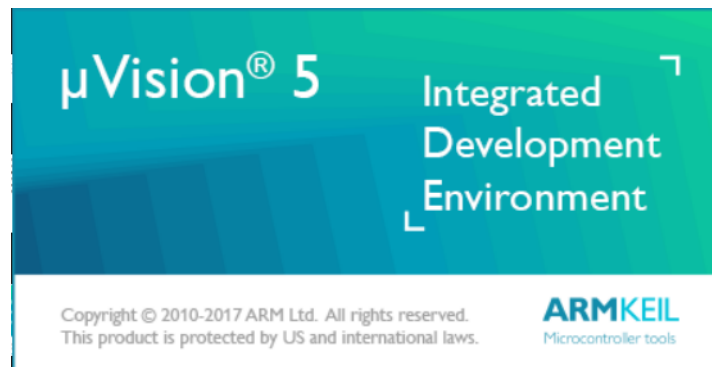 µVision® 5
Integrated
Development
Environment
Copyright © 2010-2017 ARM Ltd. All rights reserved.
This product is protected by US and international laws.
ARMKEIL
Microcontroller tools